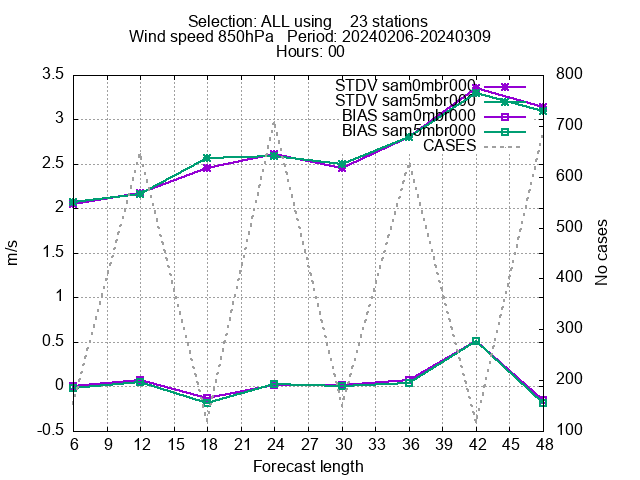 Selection: ALL using 23 stations
Wind speed 850hPa Period: 20240206-20240309
Hours: 00
STDV sam0mbr000
STDV sam5mbr000
BIAS sam0mbr000
BIAS sam5mbr000
CASES
3.5
3
2.5
2
1.5
1
0.5
0
-0.5
m/s
800
700
600
500
400
300
200
100
No cases
6 9 12 15 18 21 24 27 30 33 36 39 42 45 48
Forecast length